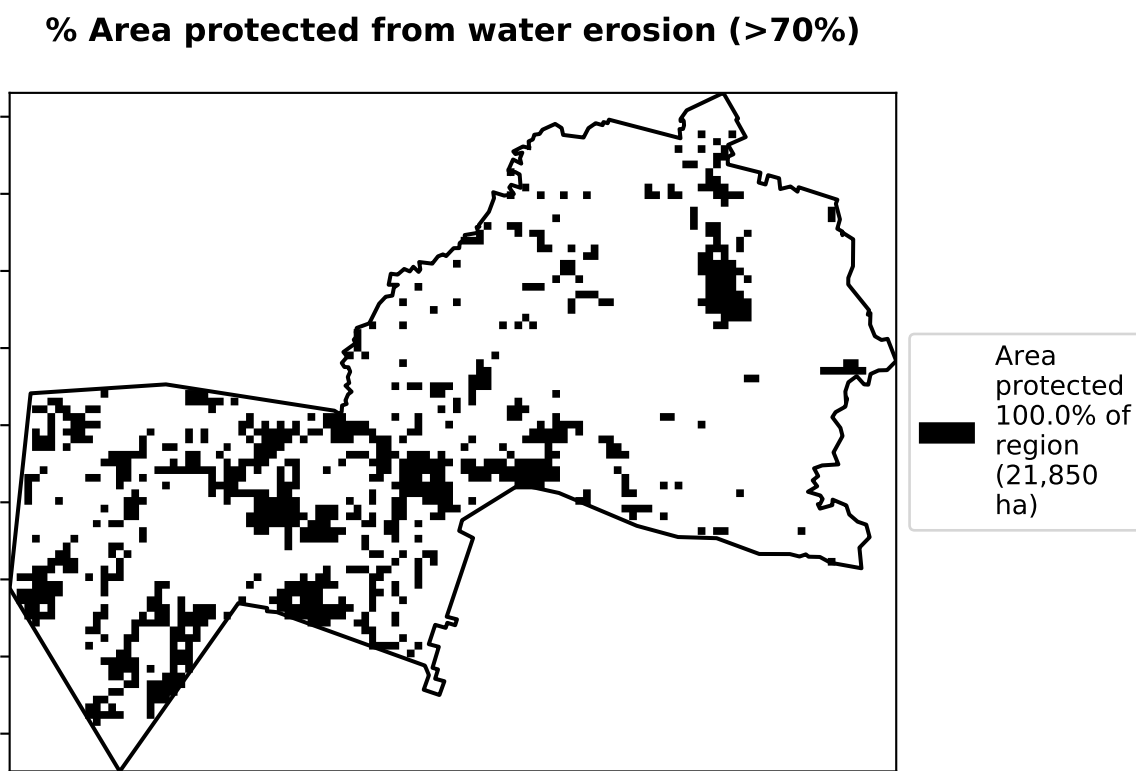 % Area protected from water erosion (>70%)
Area
protected
100.0% of
region
(21,850
ha)